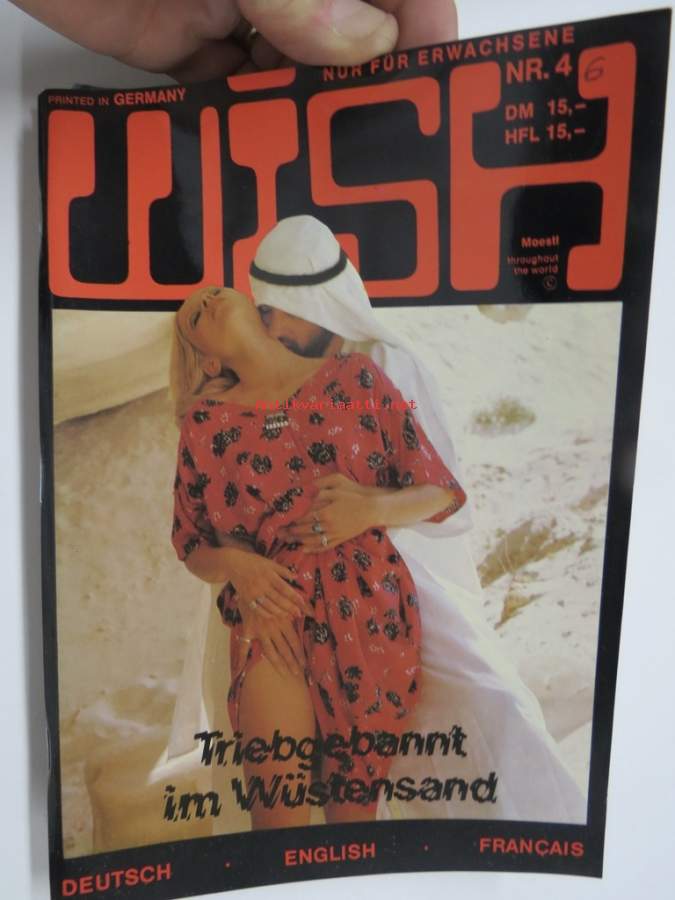 NUR FÜR ERWACHSENE
PRINTED IN GERMANY
NR. 4 6
DM 15,-
HFL 15,-
WISH
Moestl
throughout
the world
©
antikvariaatti.net
Triebgebannt
im Wüstensand
DEUTSCH · ENGLISH · FRANÇAIS